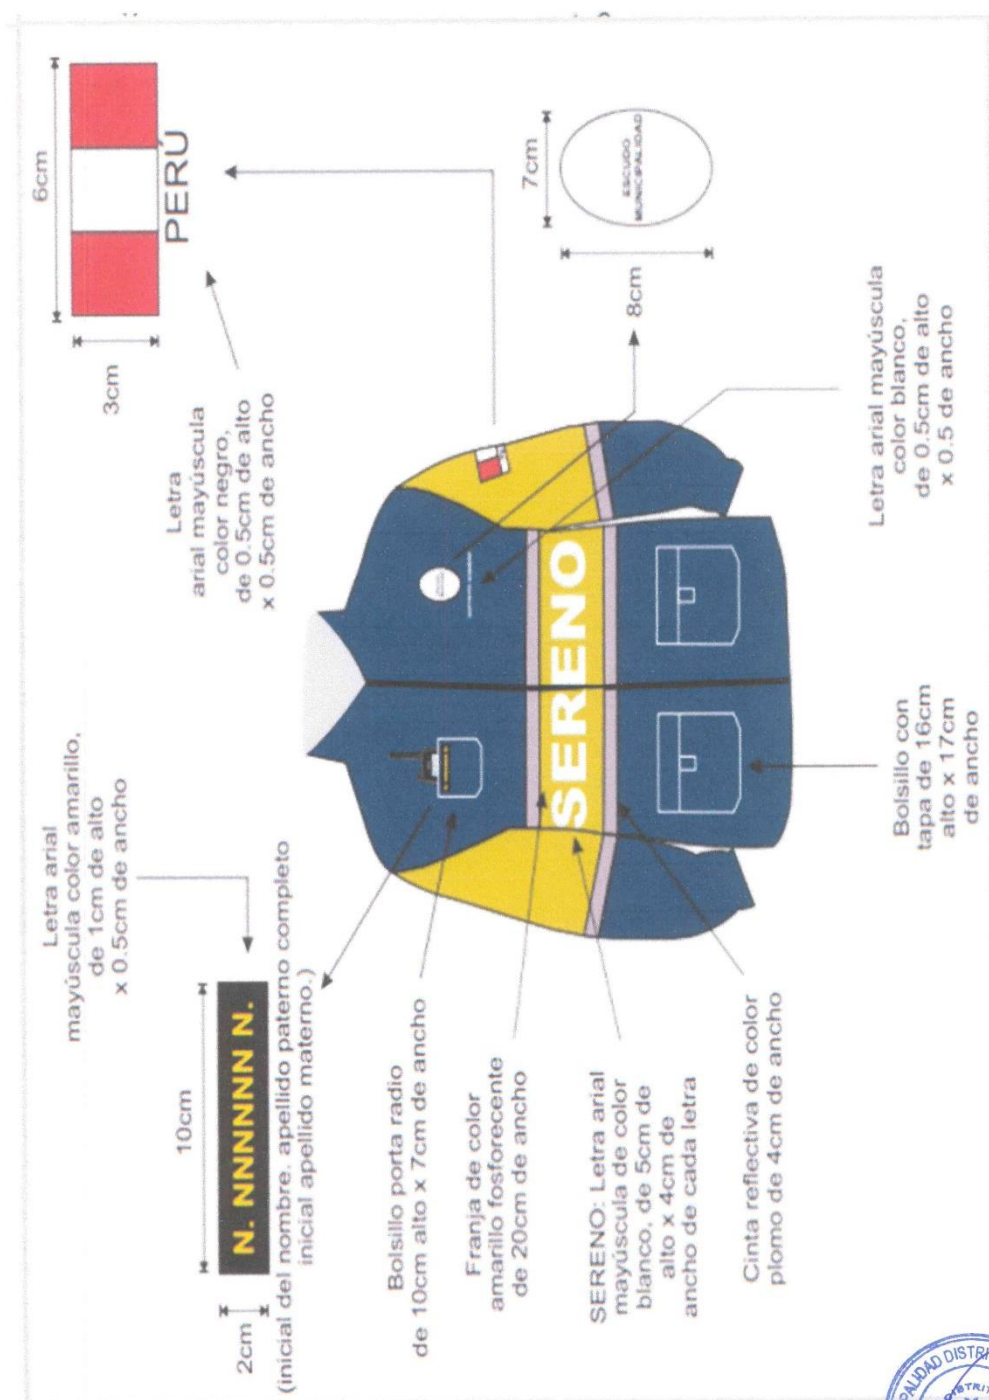 6cm
3cm
PERÚ
Letra
arial mayúscula
color negro,
de 0.5cm de alto
x 0.5cm de ancho
7cm
8cm
ESCUDO
MUNICIPALIDAD
Letra arial mayúscula
color blanco,
de 0.5cm de alto
x 0.5 de ancho
Letra arial
mayúscula color amarillo,
de 1cm de alto
x 0.5cm de ancho
10cm
2cm
N. NNNNNN N.
(inicial del nombre, apellido paterno completo
inicial apellido materno.)
Bolsillo porta radio
de 10cm alto x 7cm de ancho
Franja de color
amarillo fosforecente
de 20cm de ancho
SERENO: Letra arial
mayúscula de color
blanco, de 5cm de
alto x 4cm de
ancho de cada letra
Cinta reflectiva de color
plomo de 4cm de ancho
SERENO
Bolsillo con
tapa de 16cm
alto x 17cm
de ancho
PALIDAD DISTRI